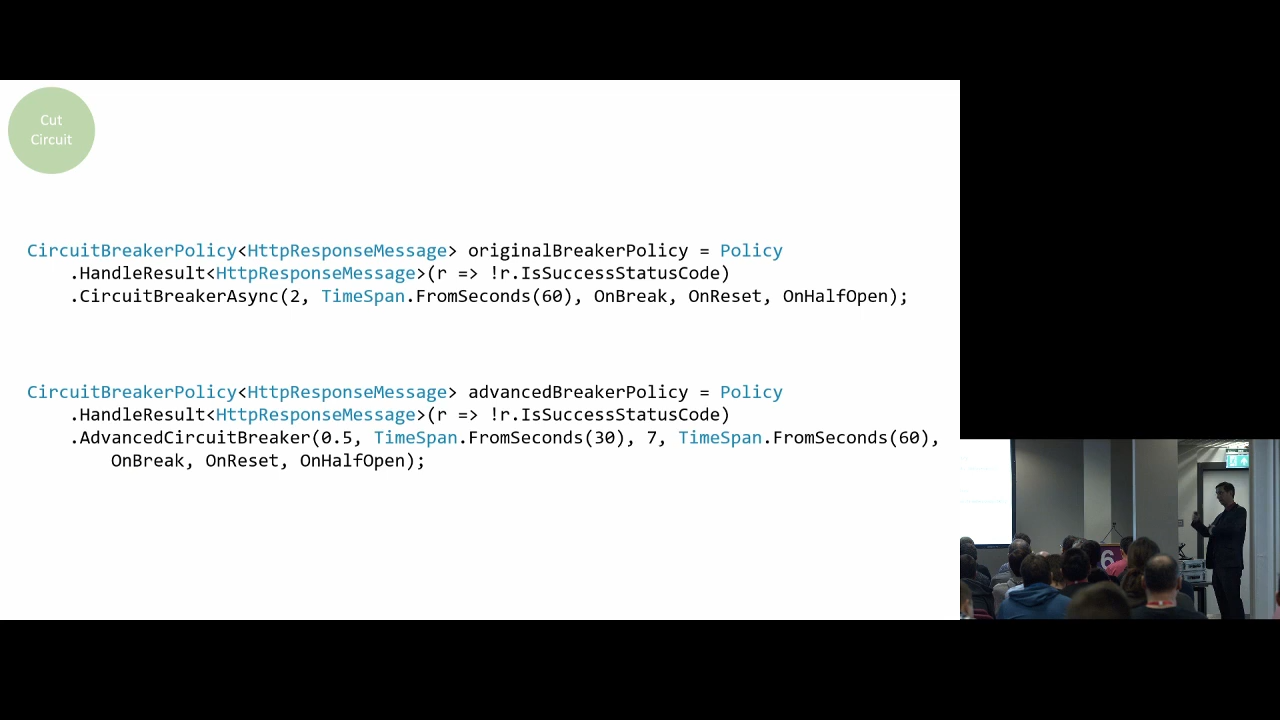 Cut
Circuit
CircuitBreakerPolicy<HttpResponseMessage> originalBreakerPolicy = Policy
.HandleResult<HttpResponseMessage>(r => !r.IsSuccessStatusCode)
.CircuitBreakerAsync(2, TimeSpan.FromSeconds(60), OnBreak, OnReset, OnHalfOpen);
CircuitBreakerPolicy<HttpResponseMessage> advancedBreakerPolicy = Policy
.HandleResult<HttpResponseMessage>(r => !r.IsSuccessStatusCode)
.AdvancedCircuitBreaker(0.5, TimeSpan.FromSeconds(30), 7, TimeSpan.FromSeconds(60),
OnBreak, OnReset, OnHalfOpen);
6